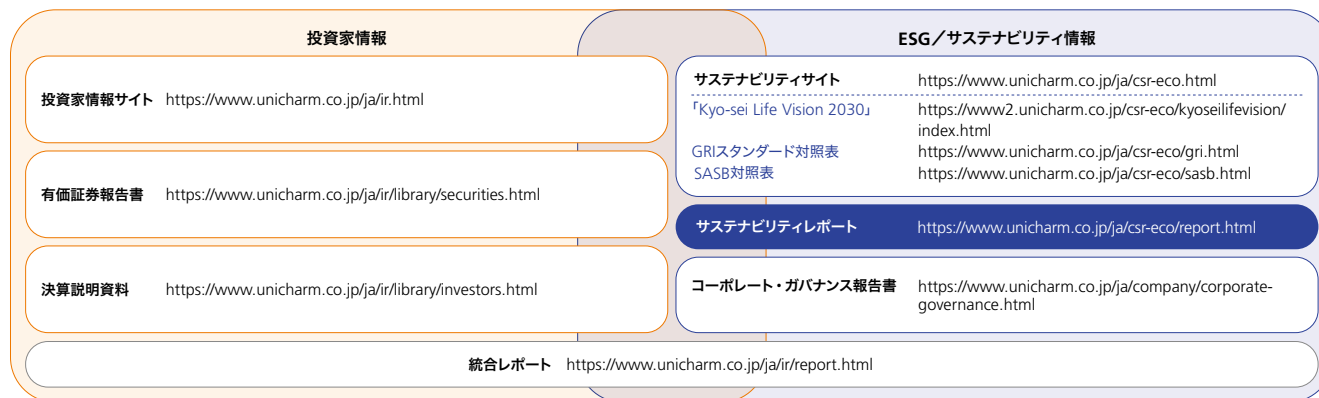 投資家情報
投資家情報サイト https://www.unicharm.co.jp/ja/ir.html
有価証券報告書 https://www.unicharm.co.jp/ja/ir/library/securities.html
決算説明資料 https://www.unicharm.co.jp/ja/ir/library/investors.html
ESG／サステナビリティ情報
サステナビリティサイト https://www.unicharm.co.jp/ja/csr-eco.html
「Kyo-sei Life Vision 2030」 https://www2.unicharm.co.jp/csr-eco/kyoseilifevision/
index.html
GRIスタンダード対照表 https://www.unicharm.co.jp/ja/csr-eco/gri.html
SASB対照表 https://www.unicharm.co.jp/ja/csr-eco/sasb.html
サステナビリティレポート https://www.unicharm.co.jp/ja/csr-eco/report.html
コーポレート・ガバナンス報告書 https://www.unicharm.co.jp/ja/company/corporate-
governance.html
統合レポート https://www.unicharm.co.jp/ja/ir/report.html